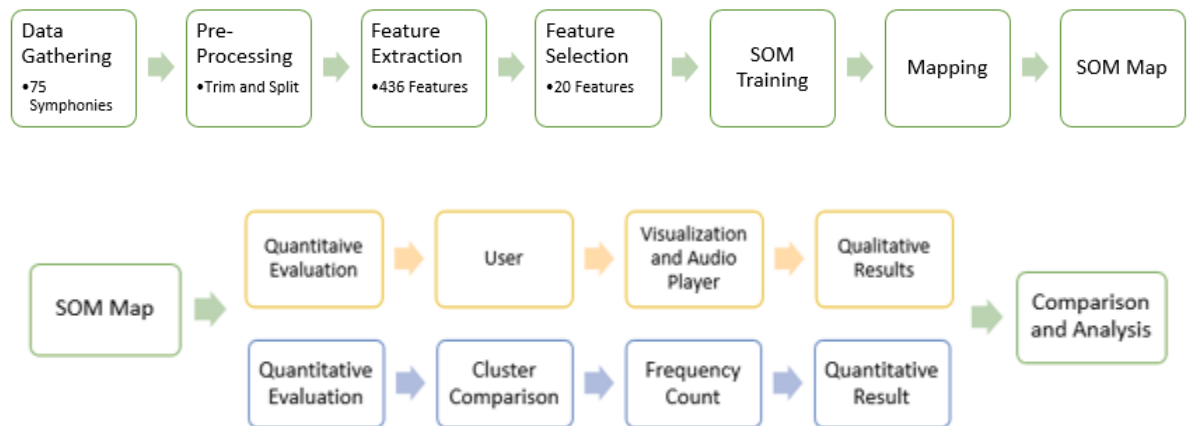 Data
Gathering
•75
Symphonies
Pre-
Processing
•Trim and Split
Feature
Extraction
•436 Features
Feature
Selection
•20 Features
SOM
Training
Mapping
SOM Map
SOM Map
Quantitaive
Evaluation
User
Visualization
and Audio
Player
Qualitative
Results
Quantitative
Evaluation
Cluster
Comparison
Frequency
Count
Quantitative
Result
Comparison
and Analysis